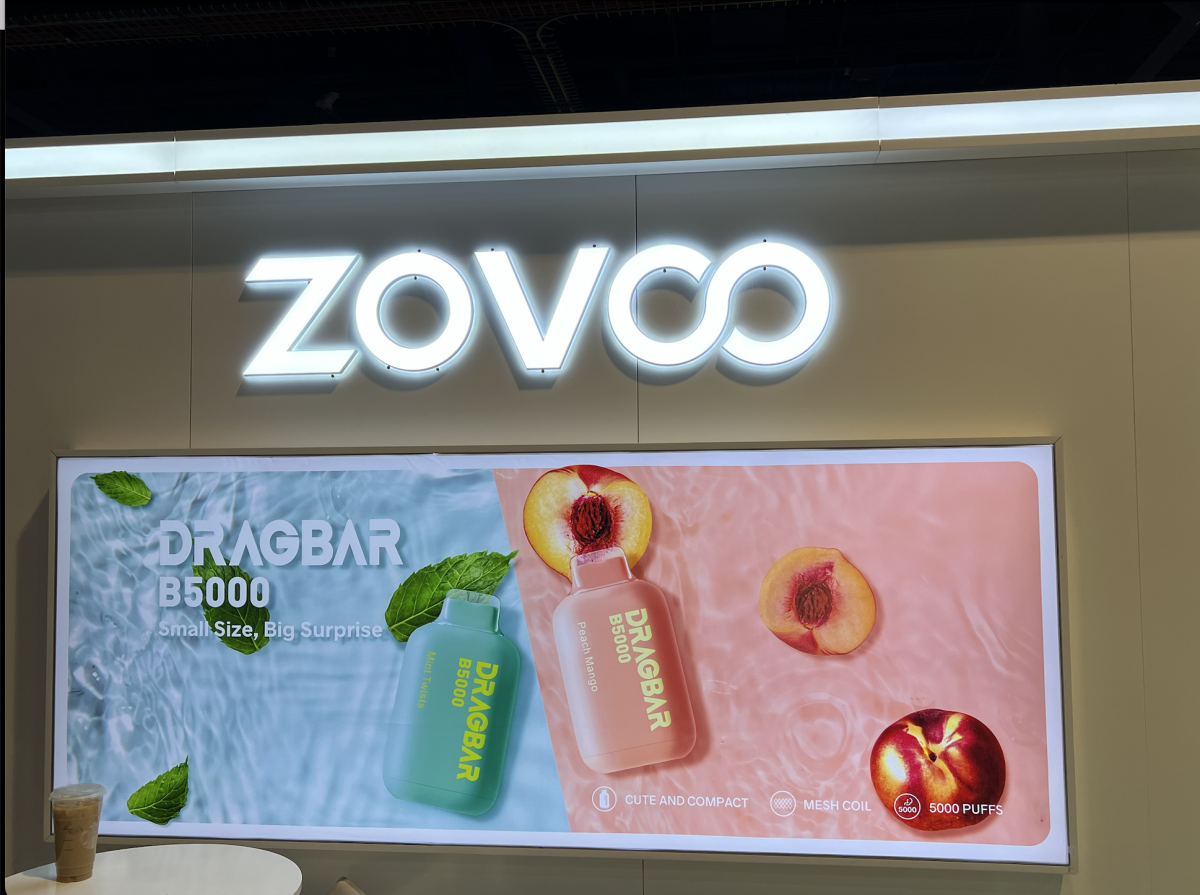 ZOVOO
DRAGBAR
B5000
Small Size, Big Surprise
DRAGBAR
B5000
Mint Twists
DRAGBAR
B5000
Peach Mango
CUTE AND COMPACT
MESH COIL
5000
5000 PUFFS